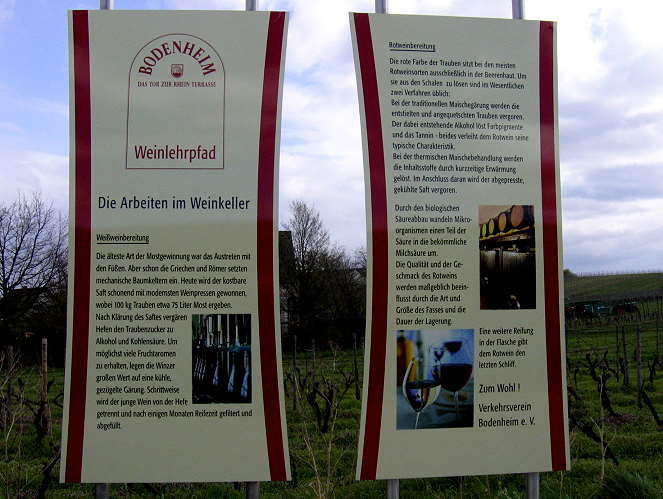 BODENHEIM
DAS TOR ZUR RHEIN TERRASSE
Weinlehrpfad
Die Arbeiten im Weinkeller
Weißweinbereitung
Die älteste Art der Mostgewinnung war das Austreten mit
den Füßen. Aber schon die Griechen und Römer setzten
mechanische Baumkeltern ein. Heute wird der kostbare
Saft schonend mit modernsten Weinpressen gewonnen,
wobei 100 kg Trauben etwa 75 Liter Most ergeben.
Nach Klärung des Saftes vergären
Hefen den Traubenzucker zu
Alkohol und Kohlensäure. Um
möglichst viele Fruchtaromen
zu erhalten, legen die Winzer
großen Wert auf eine kühle,
gezügelte Gärung. Schrittweise
wird der junge Wein von der Hefe
getrennt und nach einigen Monaten Reifezeit gefiltert und
abgefüllt.
Rotweinbereitung
Die rote Farbe der Trauben sitzt bei den meisten
Rotweinsorten ausschließlich in der Beerenhaut. Um
sie aus den Schalen zu lösen sind im Wesentlichen
zwei Verfahren üblich:
Bei der traditionellen Maischegärung werden die
entstielten und angequetschten Trauben vergoren.
Der dabei entstehende Alkohol löst Farbpigmente
und das Tannin - beides verleiht dem Rotwein seine
typische Charakteristik.
Bei der thermischen Maischebehandlung werden
die Inhaltsstoffe durch kurzzeitige Erwärmung
gelöst. Im Anschluss daran wird der abgepresste,
gekühlte Saft vergoren.
Durch den biologischen
Säureabbau wandeln Mikro-
organismen einen Teil der
Säure in die bekömmliche
Milchsäure um.
Die Qualität und der Ge-
schmack des Rotweins
werden maßgeblich beein-
flusst durch die Art und
Größe des Fasses und die
Dauer der Lagerung.
Eine weitere Reifung
in der Flasche gibt
dem Rotwein den
letzten Schliff.
Zum Wohl !
Verkehrsverein
Bodenheim e. V.